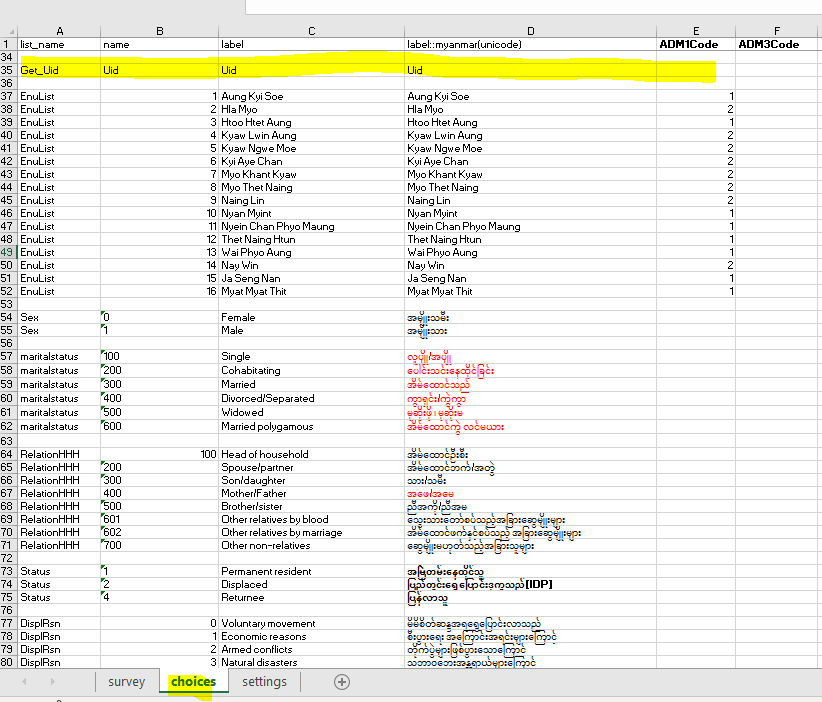 A B C D E F
1 list_name name label label::myanmar(unicode) ADM1Code ADM3Code
34
35 Get_Uid Uid Uid Uid
36
37 EnuList 1 Aung Kyi Soe Aung Kyi Soe 1
38 EnuList 2 Hla Myo Hla Myo 2
39 EnuList 3 Htoo Htet Aung Htoo Htet Aung 1
40 EnuList 4 Kyaw Lwin Aung Kyaw Lwin Aung 2
41 EnuList 5 Kyaw Ngwe Moe Kyaw Ngwe Moe 2
42 EnuList 6 Kyi Aye Chan Kyi Aye Chan 2
43 EnuList 7 Myo Khant Kyaw Myo Khant Kyaw 2
44 EnuList 8 Myo Thet Naing Myo Thet Naing 2
45 EnuList 9 Naing Lin Naing Lin 2
46 EnuList 10 Nyan Myint Nyan Myint 1
47 EnuList 11 Nyein Chan Phyo Maung Nyein Chan Phyo Maung 1
48 EnuList 12 Thet Naing Htun Thet Naing Htun 1
49 EnuList 13 Wai Phyo Aung Wai Phyo Aung 1
50 EnuList 14 Nay Win Nay Win 2
51 EnuList 15 Ja Seng Nan Ja Seng Nan 1
52 EnuList 16 Myat Myat Thit Myat Myat Thit 1
53
54 Sex 0 Female အမျိုးသမီး
55 Sex 1 Male အမျိုးသား
56
57 maritalstatus 100 Single လူပျို/အပျို
58 maritalstatus 200 Cohabitating ပေါင်းသင်းနေထိုင်ခြင်း
59 maritalstatus 300 Married အိမ်ထောင်သည်
60 maritalstatus 400 Divorced/Separated ကွာရှင်း/ကွဲကွာ
61 maritalstatus 500 Widowed မုဆိုးဖို ၊ မုဆိုးမ
62 maritalstatus 600 Married polygamous အိမ်ထောင်ကွဲ လင်မယား
63
64 RelationHHH 100 Head of household အိမ်ထောင်ဦးစီး
65 RelationHHH 200 Spouse/partner အိမ်ထောင်ဘက်/အတွဲ
66 RelationHHH 300 Son/daughter သား/သမီး
67 RelationHHH 400 Mother/Father အဖေ/အမေ
68 RelationHHH 500 Brother/sister ညီအကို/ညီအမ
69 RelationHHH 601 Other relatives by blood သွေးသားတော်စပ်သည့်အခြားဆွေမျိုးများ
70 RelationHHH 602 Other relatives by marriage အိမ်ထောင်ဖက်နှင့်စပ်သည့် အခြားဆွေမျိုးများ
71 RelationHHH 700 Other non-relatives ဆွေမျိုးမဟုတ်သည့်အခြားသူများ
72
73 Status 1 Permanent resident အမြဲတမ်းနေထိုင်သူ
74 Status 2 Displaced ပြည်တွင်းရွှေ့ပြောင်းဒုက္ခသည်[IDP]
75 Status 4 Returnee ပြန်လာသူ
76
77 DisplRsn 0 Voluntary movement မိမိစိတ်ဆန္ဒအရရွှေ့ပြောင်းလာသည်
78 DisplRsn 1 Economic reasons စီးပွားရေး အကြောင်းအရင်းများကြောင့်
79 DisplRsn 2 Armed conflicts တိုက်ပွဲများဖြစ်ပွားသောကြောင့်
80 DisplRsn 3 Natural disasters သဘာဝဘေးအန္တရာယ်များကြောင့်
survey choices settings